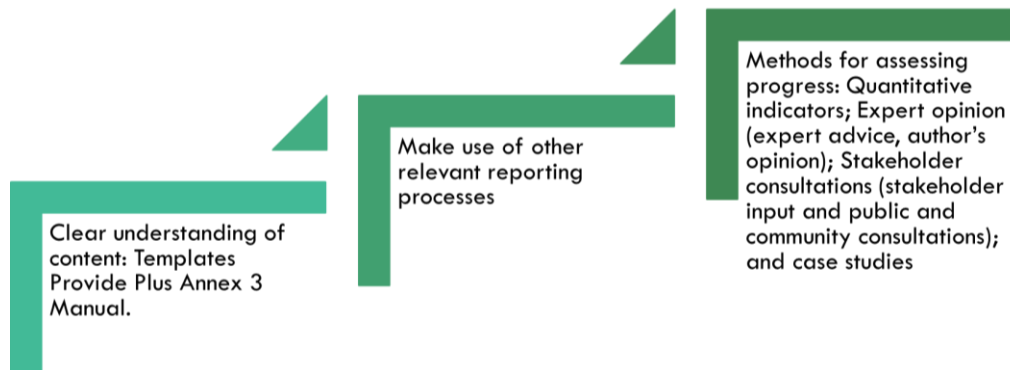 Clear understanding of
content: Templates
Provide Plus Annex 3
Manual.
Make use of other
relevant reporting
processes
Methods for assessing
progress: Quantitative
indicators; Expert opinion
(expert advice, author's
opinion); Stakeholder
consultations (stakeholder
input and public and
community consultations);
and case studies